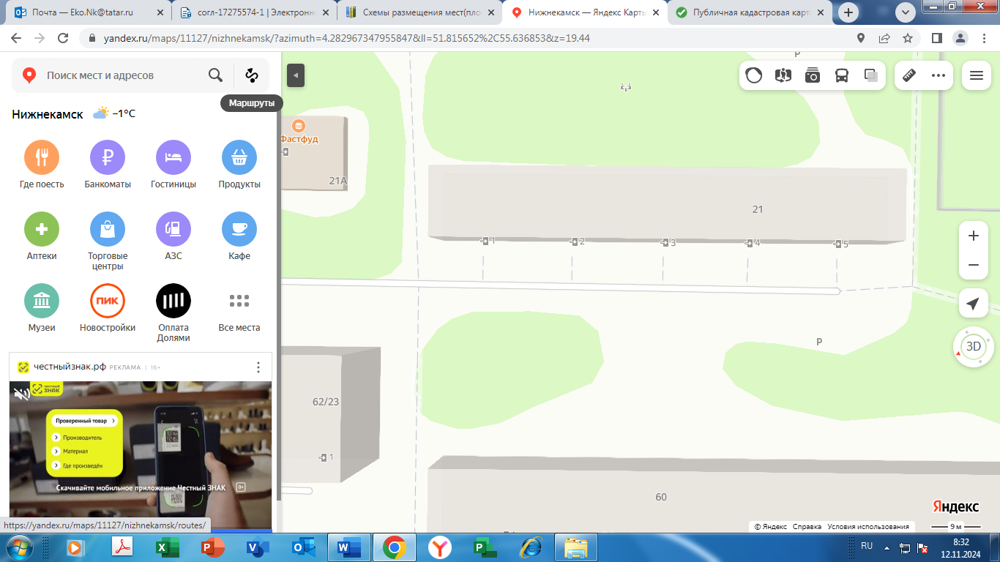 Почта — Eko.Nk@tatar.ru
согл-17275574-1 | Электронн
Схемы размещения мест(пло
Нижнекамск — Яндекс Карты
Публичная кадастровая карт
yandex.ru/maps/11127/nizhnekamsk/?azimuth=4.282967347955847&ll=51.815652%2C55.636853&z=19.44
Поиск мест и адресов
Маршруты
Нижнекамск
−1°C
Где поесть
Банкоматы
Гостиницы
Продукты
Аптеки
Торговые центры
АЗС
Кафе
Музеи
ПИК
Новостройки
Оплата Долями
Все места
честныйзнак.рф РЕКЛАМА | 16+
ЧЕСТНЫЙ ЗНАК
Проверенный товар
Производитель
Материал
Где произведён
Скачивайте мобильное приложение Честный ЗНАК 0+
https://yandex.ru/maps/11127/nizhnekamsk/routes/
P
Фастфуд
21А
21
1
2
3
4
5
P
62/23
1
60
3D
Яндекс
© Яндекс Справка Условия использования
9 м
RU
8:32
12.11.2024